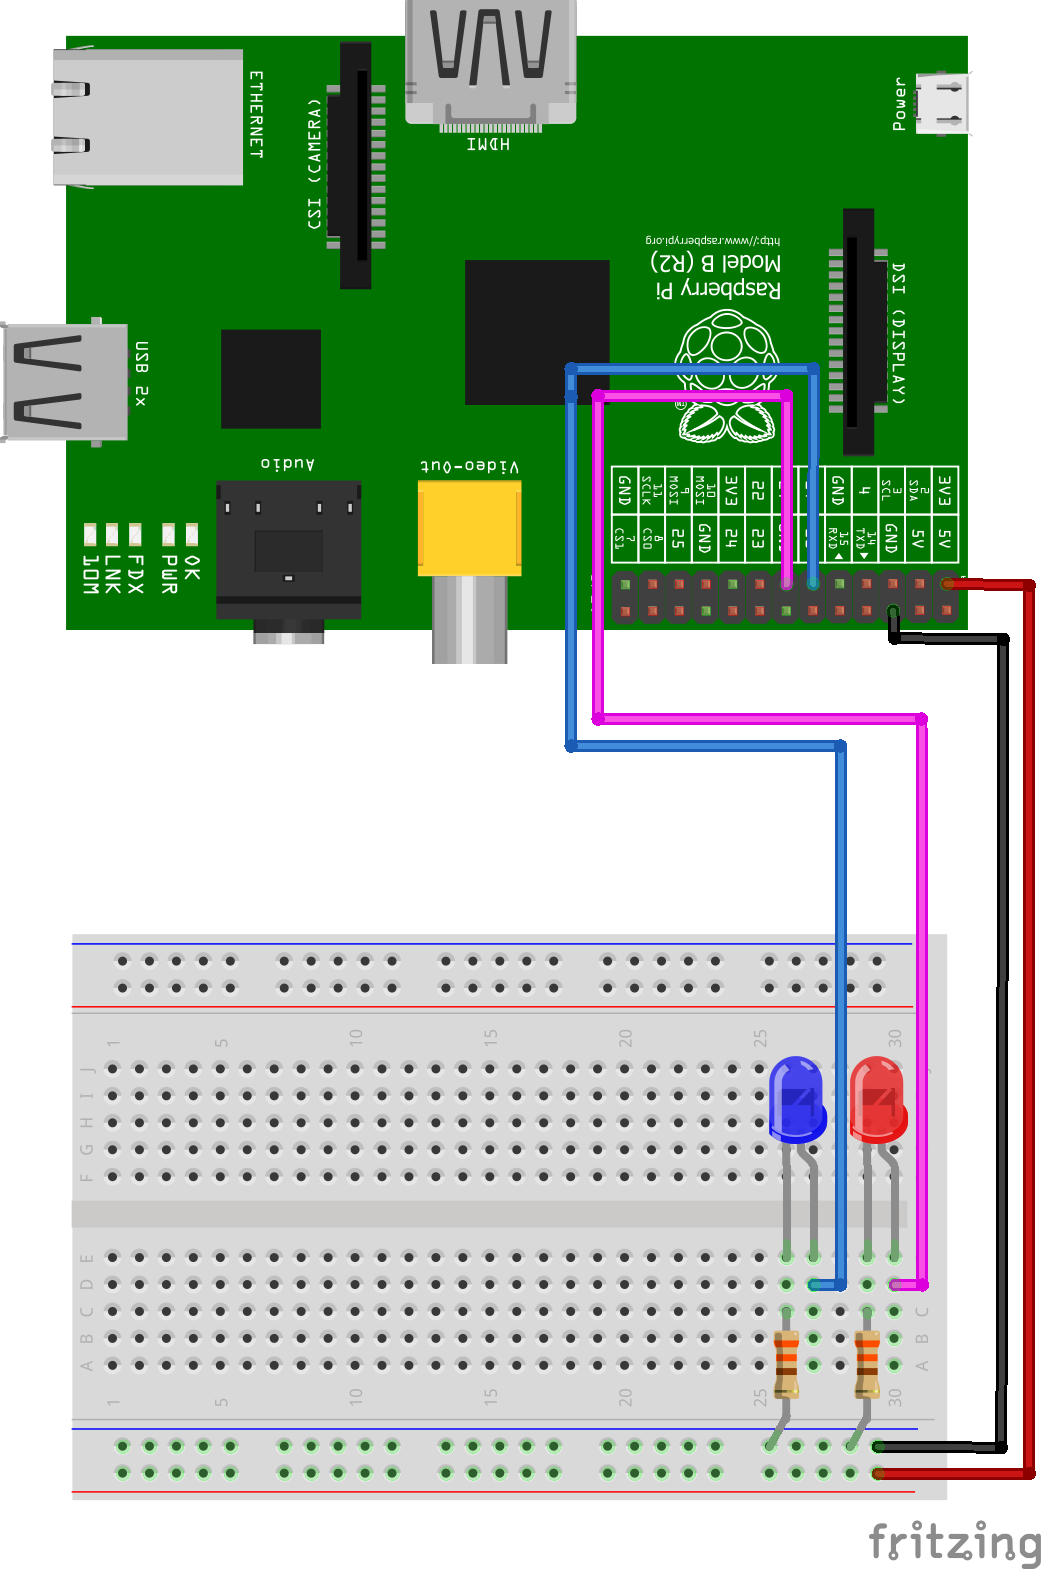 ETHERNET
CSI (CAMERA)
HDMI
Power
http://www.raspberrypi.org
Model B (R2)
Raspberry Pi
TM
DSI (DISPLAY)
USB 2x
Audio
Video-Out
GND
SCLK 11
MOSI 9
MOSI 10
3V3
22
GND
4
SCL 3
SDA 2
3V3
CS1 7
CS0 8
25
GND
24
23
RXD 15
TXD 14
GND
5V
5V
10M
LNK
FDX
PWR
OK
1 5 10 15 20 25 30
J
I
H
G
F
E
D
C C
B B
A A
1 5 10 15 20 25 30
fritzing